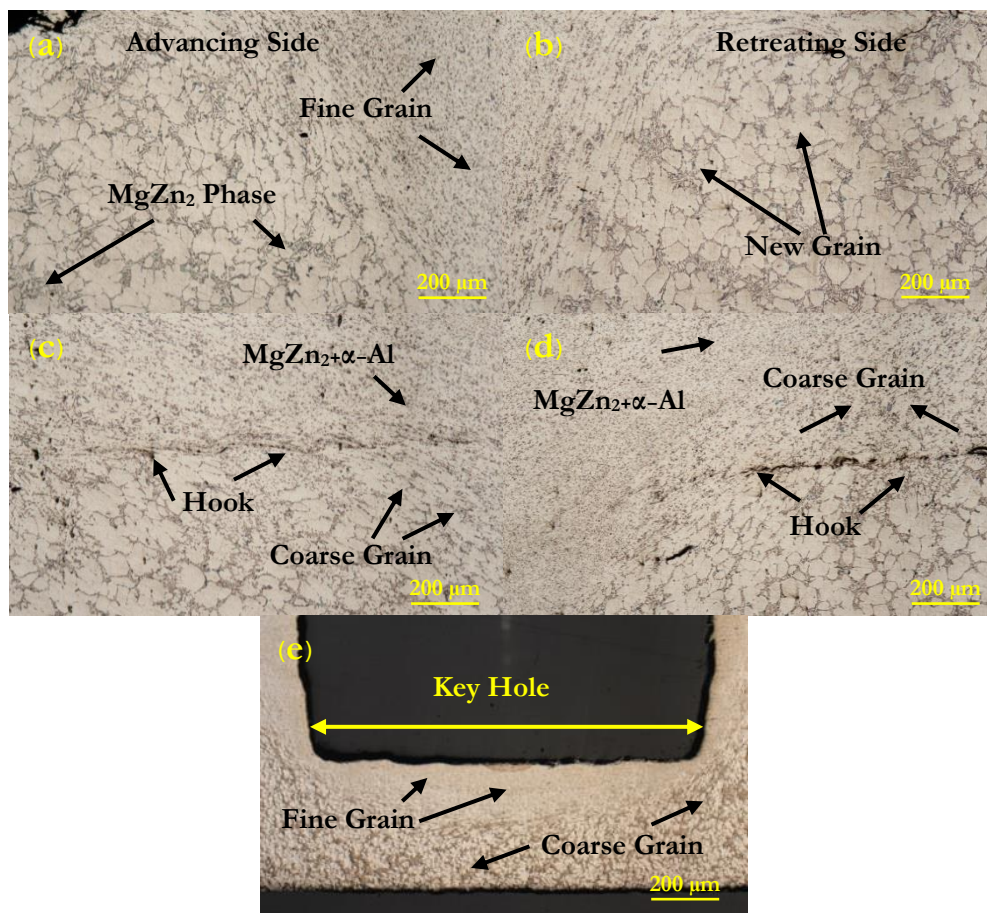 (a)
Advancing Side
Fine Grain
MgZn₂ Phase
200 µm
(b)
Retreating Side
New Grain
200 µm
(c)
MgZn₂₊α-Al
Hook
Coarse Grain
200 µm
(d)
MgZn₂₊α-Al
Coarse Grain
Hook
200 µm
(e)
Key Hole
Fine Grain
Coarse Grain
200 µm